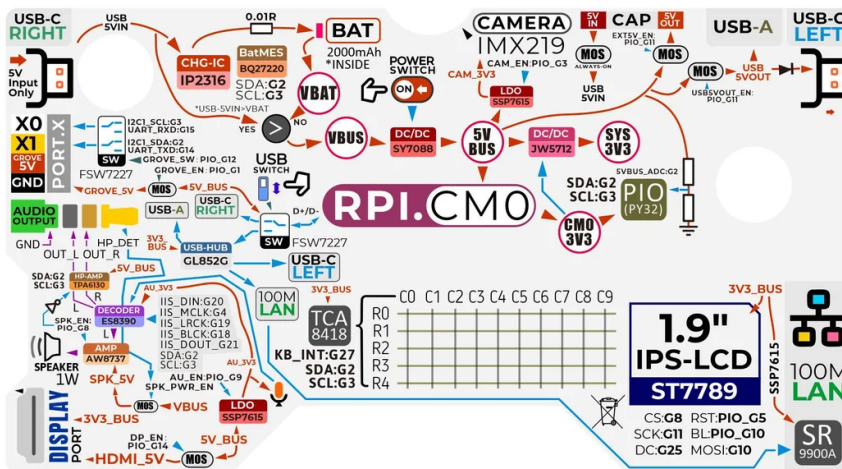 USB-C
RIGHT
USB
5VIN
5V
Input
Only
CHG-IC
IP2316
0.01R
BatMES
BQ27220
SDA:G2
SCL:G3
BAT
2000mAh
*INSIDE
VBAT
*USB-5VIN>VBAT
YES
NO
>
VBUS
POWER
SWITCH
ON
DC/DC
SY7088
5V
BUS
CAMERA
IMX219
CAM_EN:PIO_G3
CAM_3V3
LDO
SSP7615
5V
IN
CAP
5V
OUT
EXT5V_EN:
PIO_G11
MOS
ALWAYS-ON
USB
5VIN
MOS
MOS
USB-A
USB
5VOUT
USB5VOUT_EN:
PIO_G11
USB-C
LEFT
DC/DC
JW5712
SYS
3V3
5VBUS_ADC:G2
SDA:G2
SCL:G3
PIO
(PY32)
CM0
3V3
RPI.CM0
X0
X1
GROVE
5V
GND
PORT.X
I2C1_SCL:G3
UART_RXD:G15
I2C1_SDA:G2
UART_TXD:G14
SW
FSW7227
GROVE_SW:PIO_G12
GROVE_EN:PIO_G1
GROVE_5V
MOS
5V_BUS
USB
SWITCH
USB-A
USB-C
RIGHT
D+/D-
SW
FSW7227
3V3_
BUS
USB-HUB
GL852G
USB-C
LEFT
100M
LAN
AUDIO
OUTPUT
GND
OUT_L
OUT_R
HP_DET
SDA:G2
SCL:G3
HP-AMP
TPA6130
5V_BUS
L
R
AU_3V3
SPK_EN:
PIO_G8
DECODER
ES8390
L
IIS_DIN:G20
IIS_MCLK:G4
IIS_LRCK:G19
IIS_BLCK:G18
IIS_DOUT_G21
SDA:G2
SCL:G3
AMP
AW8737
SPEAKER
1W
SPK_5V
SPK_PWR_EN
MOS
VBUS
AU_EN:PIO_G9
AU_3V3
LDO
SSP7615
5V_BUS
DISPLAY
PORT
3V3_BUS
DP_EN:
PIO_G14
HDMI_5V
MOS
3V3_BUS
TCA
8418
KB_INT:G27
SDA:G2
SCL:G3
C0 C1 C2 C3 C4 C5 C6 C7 C8 C9
R0
R1
R2
R3
R4
1.9"
IPS-LCD
ST7789
CS:G8 RST:PIO_G5
SCK:G11 BL:PIO_G10
DC:G25 MOSI:G10
3V3_BUS
SSP7615
100M
LAN
SR
9900A